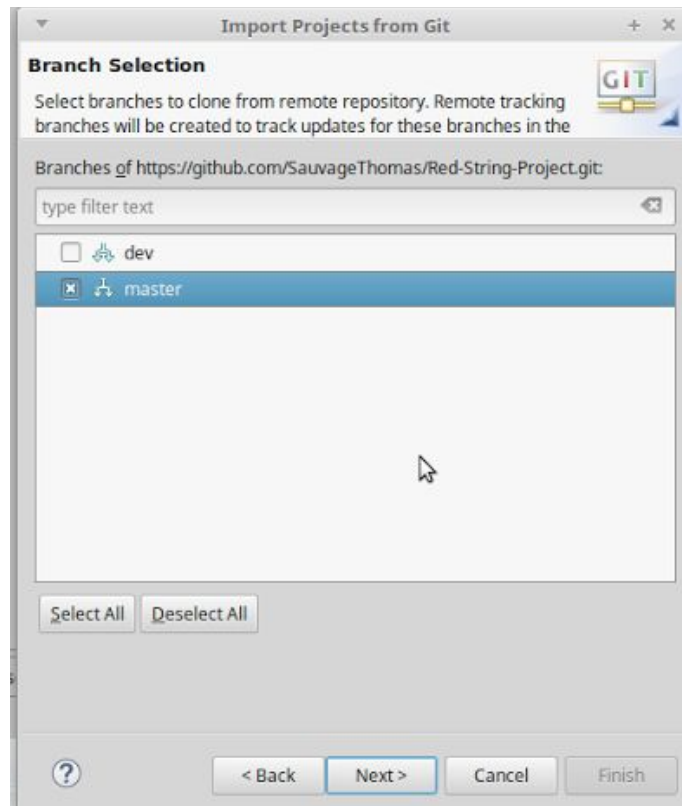 Import Projects from Git
Branch Selection
GIT
Select branches to clone from remote repository. Remote tracking
branches will be created to track updates for these branches in the
Branches of https://github.com/SauvageThomas/Red-String-Project.git:
type filter text
dev
master
Select All Deselect All
? < Back Next > Cancel Finish